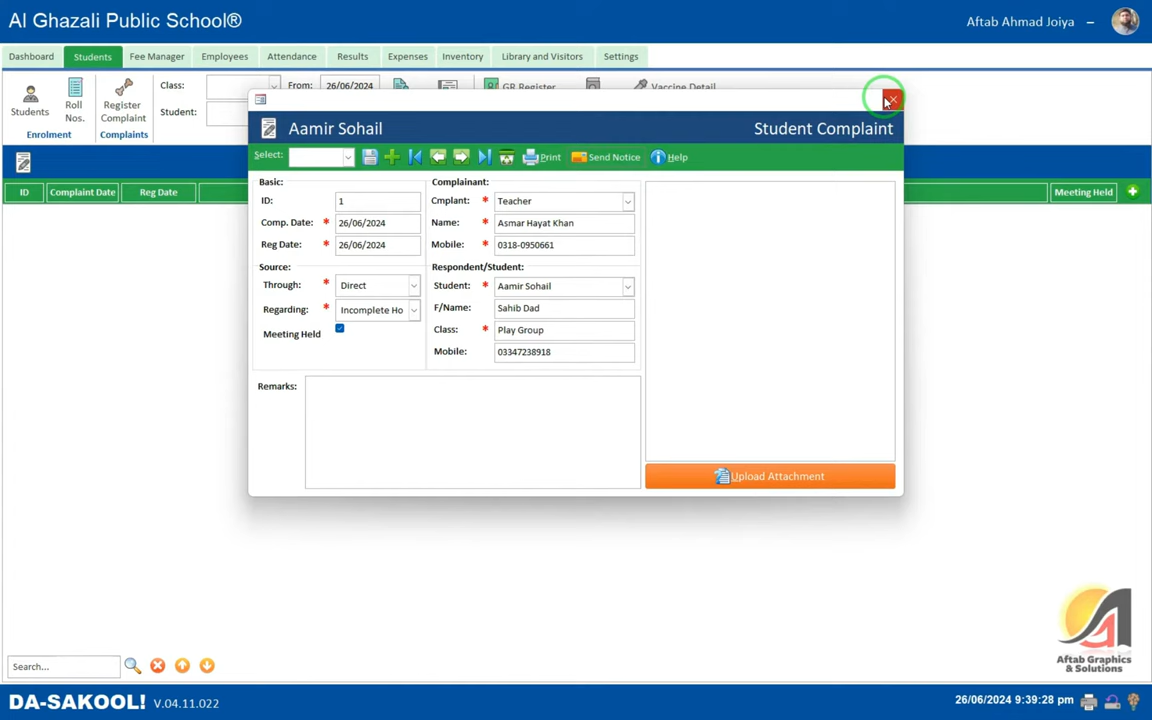 Al Ghazali Public School®
Aftab Ahmad Joiya
Dashboard Students Fee Manager Employees Attendance Results Expenses Inventory Library and Visitors Settings
Students
Roll Nos.
Register Complaint
Enrolment
Complaints
Class:
From: 26/06/2024
Student:
GR Register
Vaccine Detail
Aamir Sohail
Student Complaint
Select:
Print
Send Notice
Help
ID Complaint Date Reg Date
Meeting Held
Basic:
ID: 1
Comp. Date: * 26/06/2024
Reg Date: * 26/06/2024
Source:
Through: * Direct
Regarding: * Incomplete Ho
Meeting Held
Complainant:
Cmplant: * Teacher
Name: * Asmar Hayat Khan
Mobile: * 0318-0950661
Respondent/Student:
Student: * Aamir Sohail
F/Name: Sahib Dad
Class: * Play Group
Mobile: 03347238918
Remarks:
Upload Attachment
Aftab Graphics
& Solutions
Search...
DA-SAKOOL! V.04.11.022
26/06/2024 9:39:28 pm